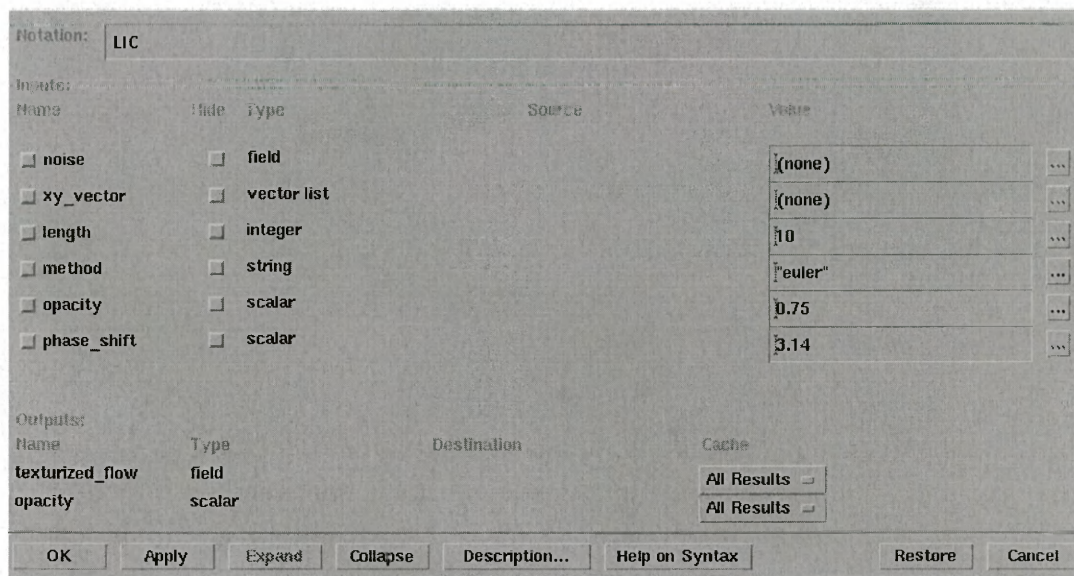 Notation: LIC
Inputs:
Name Hide Type Source Value
noise field (none) ...
xy_vector vector list (none) ...
length integer 10 ...
method string "euler" ...
opacity scalar 0.75 ...
phase_shift scalar 3.14 ...
Outputs:
Name Type Destination Cache
texturized_flow field All Results
opacity scalar All Results
OK Apply Expand Collapse Description... Help on Syntax Restore Cancel